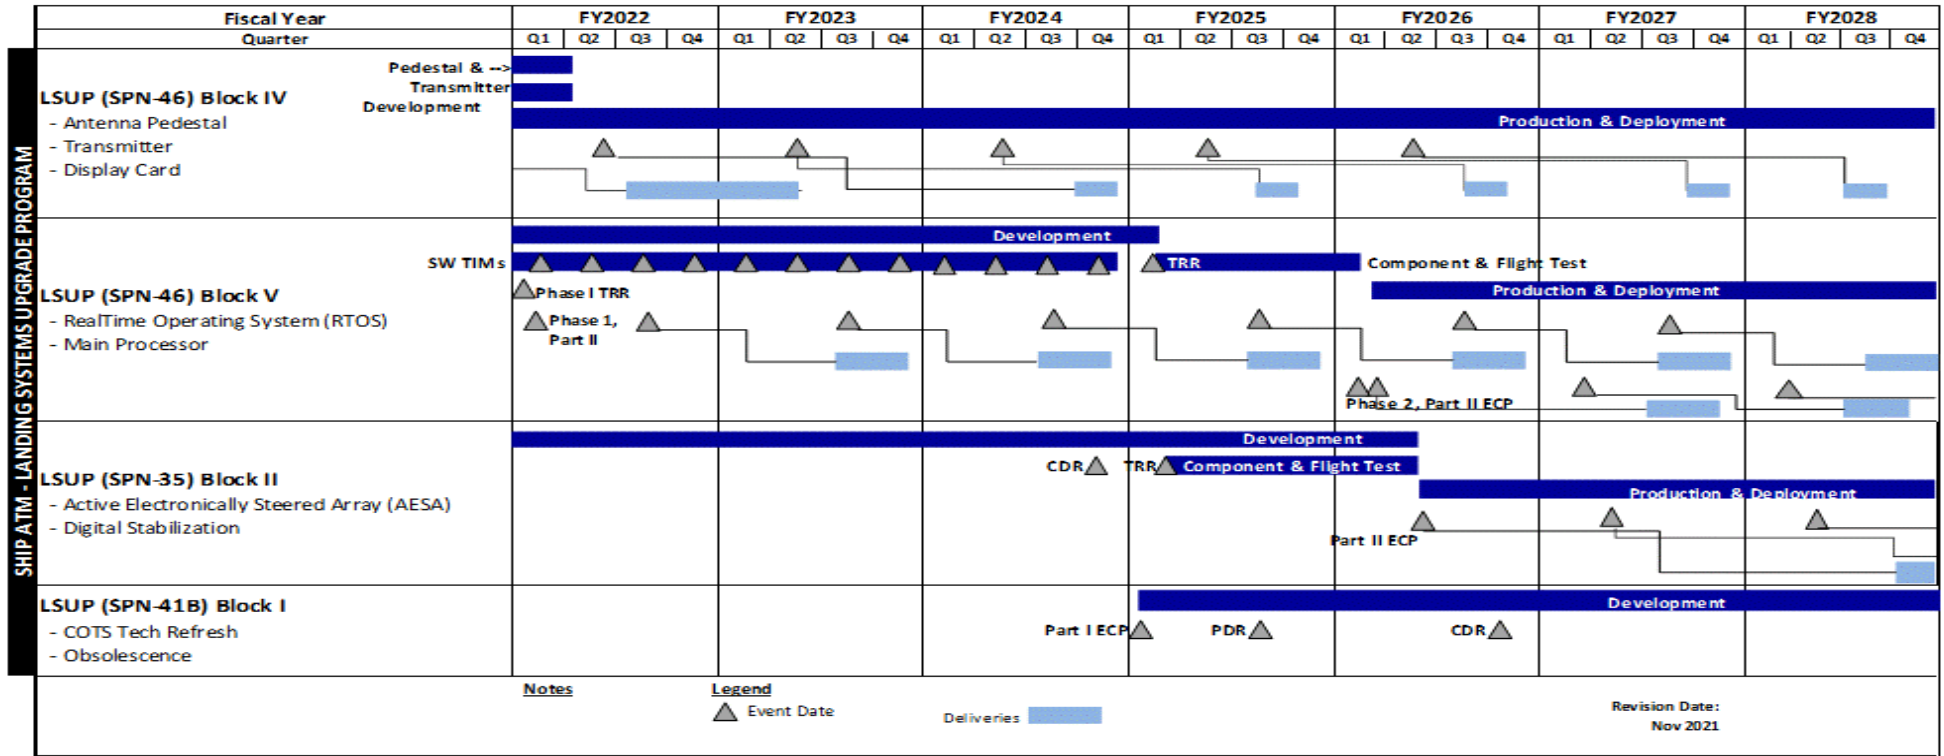 Fiscal Year FY2022 FY2023 FY2024 FY2025 FY2026 FY2027 FY2028
Quarter Q1 Q2 Q3 Q4 Q1 Q2 Q3 Q4 Q1 Q2 Q3 Q4 Q1 Q2 Q3 Q4 Q1 Q2 Q3 Q4 Q1 Q2 Q3 Q4 Q1 Q2 Q3 Q4
SHIP ATM - LANDING SYSTEMS UPGRADE PROGRAM
LSUP (SPN-46) Block IV
- Antenna Pedestal
- Transmitter
- Display Card
Pedestal & -->
Transmitter
Development
Production & Deployment
LSUP (SPN-46) Block V
- RealTime Operating System (RTOS)
- Main Processor
Development
SW TIMs
TRR
Component & Flight Test
Phase I TRR
Production & Deployment
Phase 1,
Part II
Phase 2, Part II ECP
LSUP (SPN-35) Block II
- Active Electronically Steered Array (AESA)
- Digital Stabilization
Development
CDR
TRR
Component & Flight Test
Production & Deployment
Part II ECP
LSUP (SPN-41B) Block I
- COTS Tech Refresh
- Obsolescence
Development
Part I ECP
PDR
CDR
Notes
Legend
Event Date
Deliveries
Revision Date:
Nov 2021